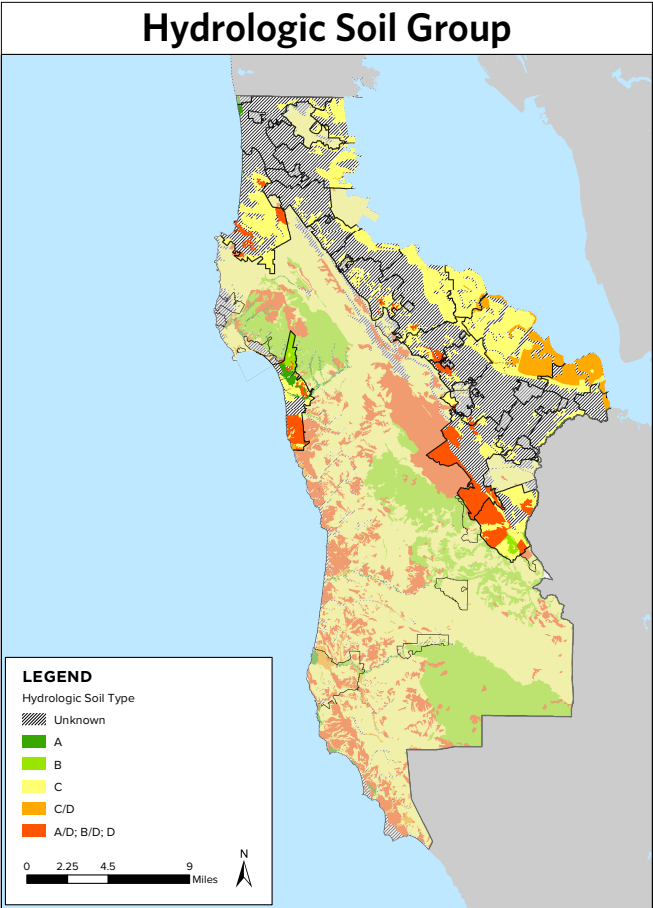 Hydrologic Soil Group
LEGEND
Hydrologic Soil Type
Unknown
A
B
C
C/D
A/D; B/D; D
0 2.25 4.5 9
Miles
N